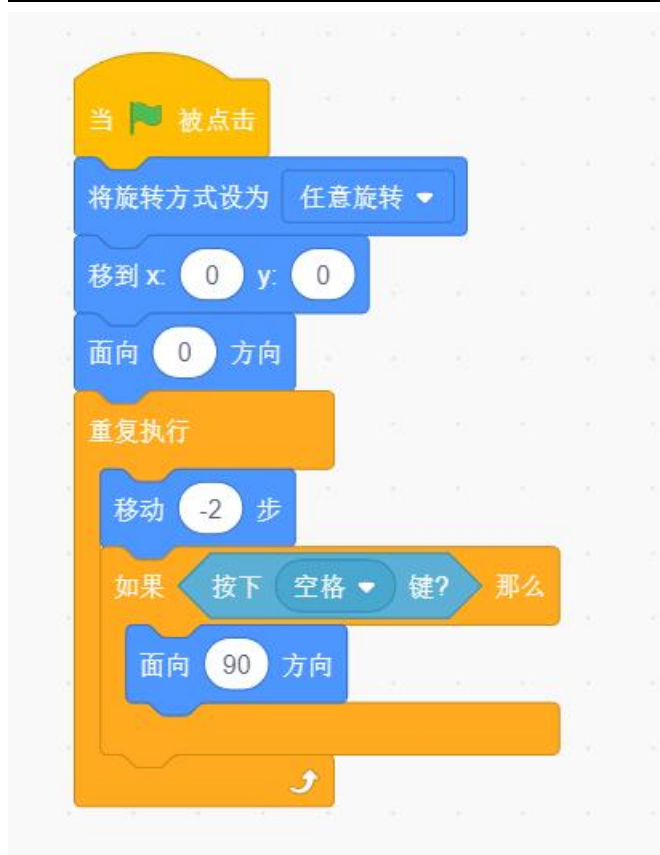 当 被点击
将旋转方式设为 任意旋转
移到 x: 0 y: 0
面向 0 方向
重复执行
移动 -2 步
如果 按下 空格 键? 那么
面向 90 方向